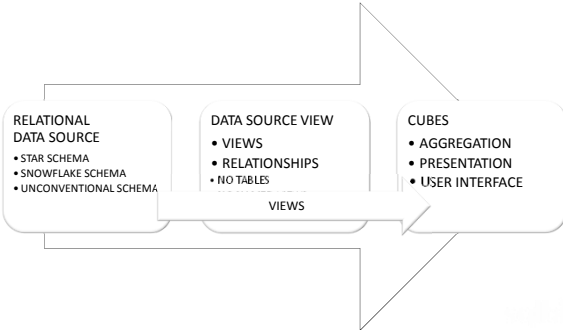 RELATIONAL
DATA SOURCE
• STAR SCHEMA
• SNOWFLAKE SCHEMA
• UNCONVENTIONAL SCHEMA
DATA SOURCE VIEW
• VIEWS
• RELATIONSHIPS
• NO TABLES
CUBES
• AGGREGATION
• PRESENTATION
• USER INTERFACE
VIEWS